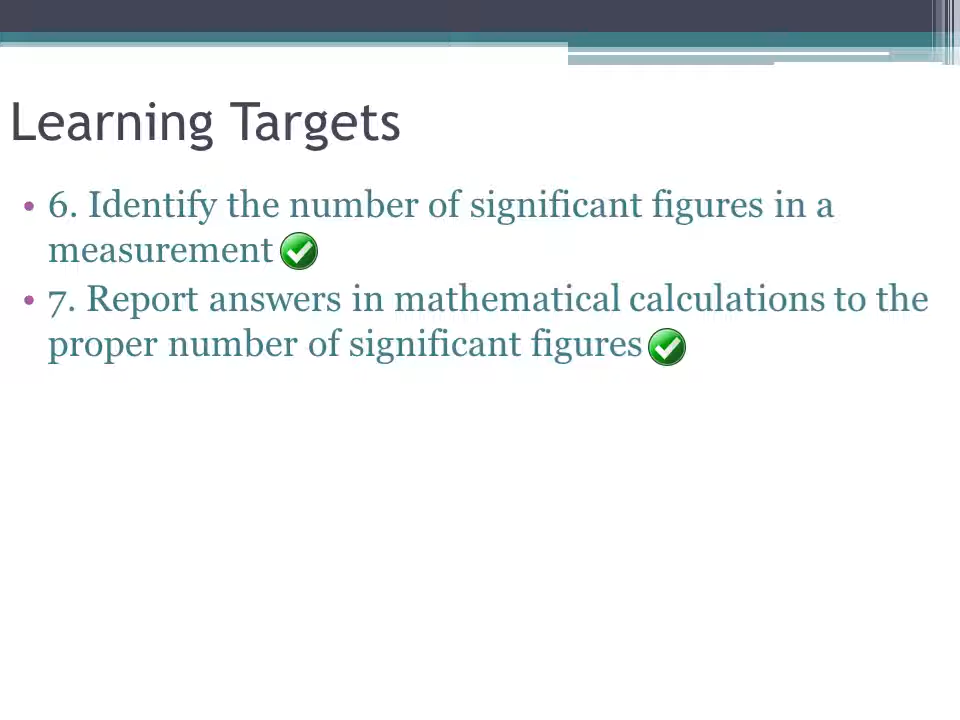 Learning Targets
• 6. Identify the number of significant figures in a
measurement
• 7. Report answers in mathematical calculations to the
proper number of significant figures